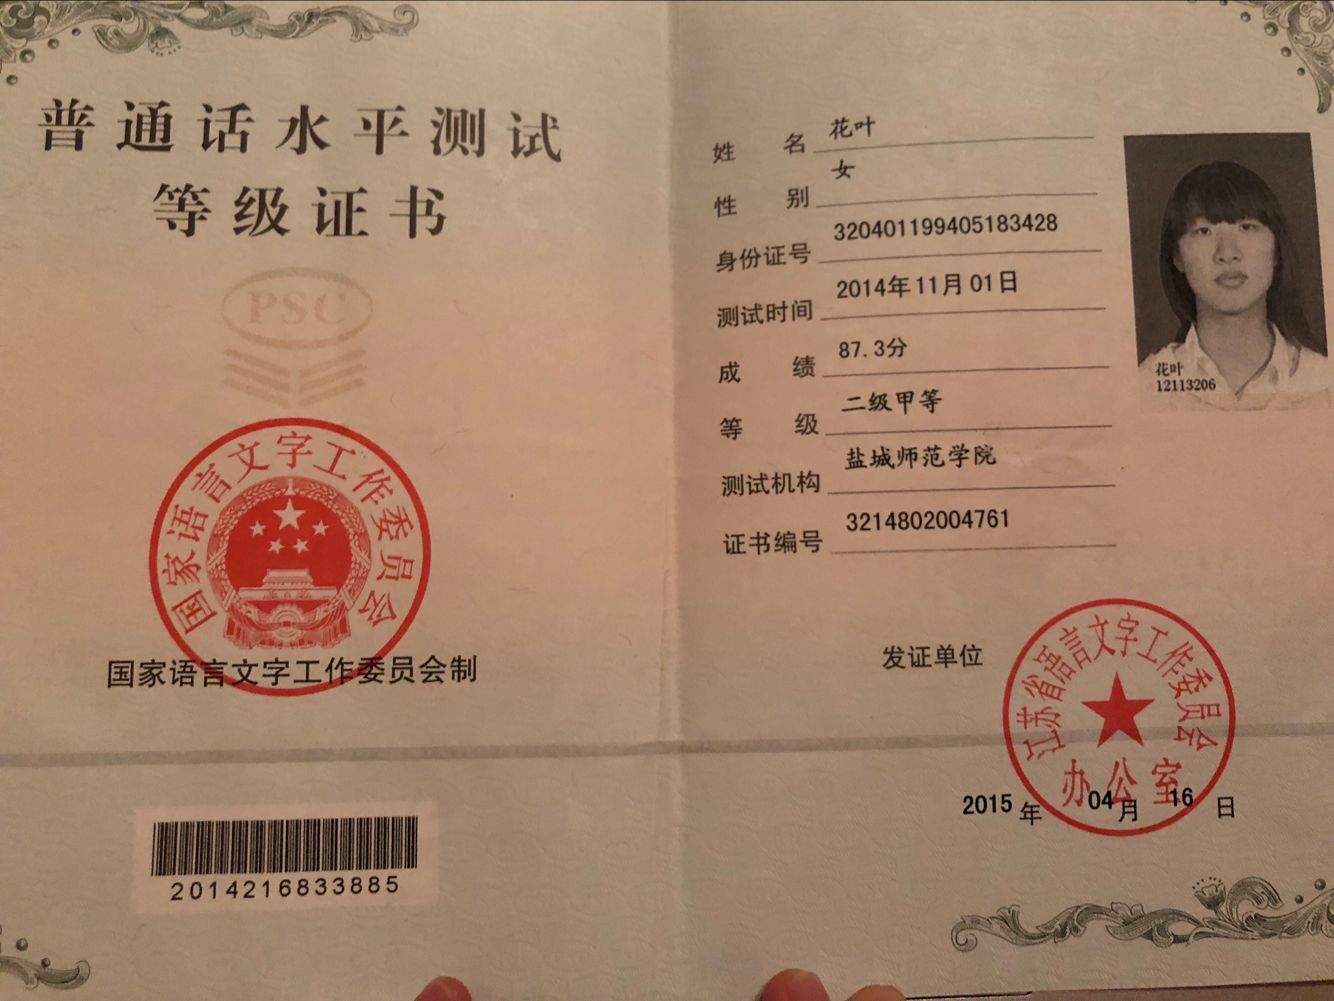 普通话水平测试
等级证书
PSC
国家语言文字工作委员会
国家语言文字工作委员会制
2014216833885
姓名 花叶
性别 女
身份证号 320401199405183428
测试时间 2014年11月01日
成绩 87.3分
等级 二级甲等
测试机构 盐城师范学院
证书编号 3214802004761
花叶
12113206
发证单位
江苏省语言文字工作委员会
办公室
2015年04月16日